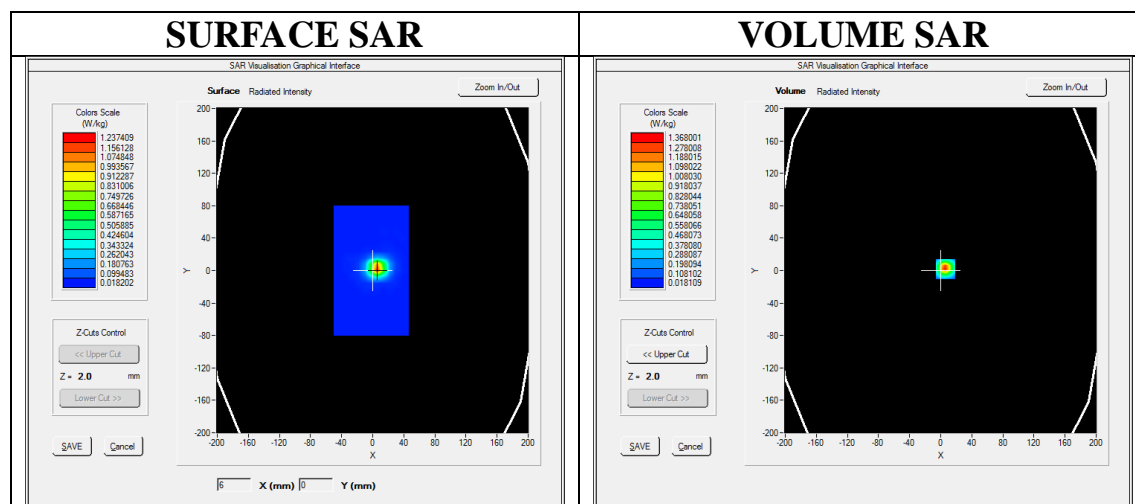 SURFACE SAR
VOLUME SAR
SAR Visualisation Graphical Interface
Surface Radiated Intensity
Zoom In/Out
Colors Scale
(W/kg)
1.237409
1.156128
1.074848
0.993567
0.912287
0.831006
0.749726
0.668446
0.587165
0.505885
0.424604
0.343324
0.262043
0.180763
0.099483
0.018202
200
160
120
80
40
0
-40
-80
-120
-160
-200
Y
-200 -160 -120 -80 -40 0 40 80 120 160 200
X
Z-Cuts Control
<< Upper Cut
Z = 2.0 mm
Lower Cut >>
SAVE Cancel
6 X (mm) 0 Y (mm)
SAR Visualisation Graphical Interface
Volume Radiated Intensity
Zoom In/Out
Colors Scale
(W/kg)
1.368001
1.278008
1.188015
1.098022
1.008030
0.918037
0.828044
0.738051
0.648058
0.558066
0.468073
0.378080
0.288087
0.198094
0.108102
0.018109
200
160
120
80
40
0
-40
-80
-120
-160
-200
Y
-200 -160 -120 -80 -40 0 40 80 120 160 200
X
Z-Cuts Control
<< Upper Cut
Z = 2.0 mm
Lower Cut >>
SAVE Cancel